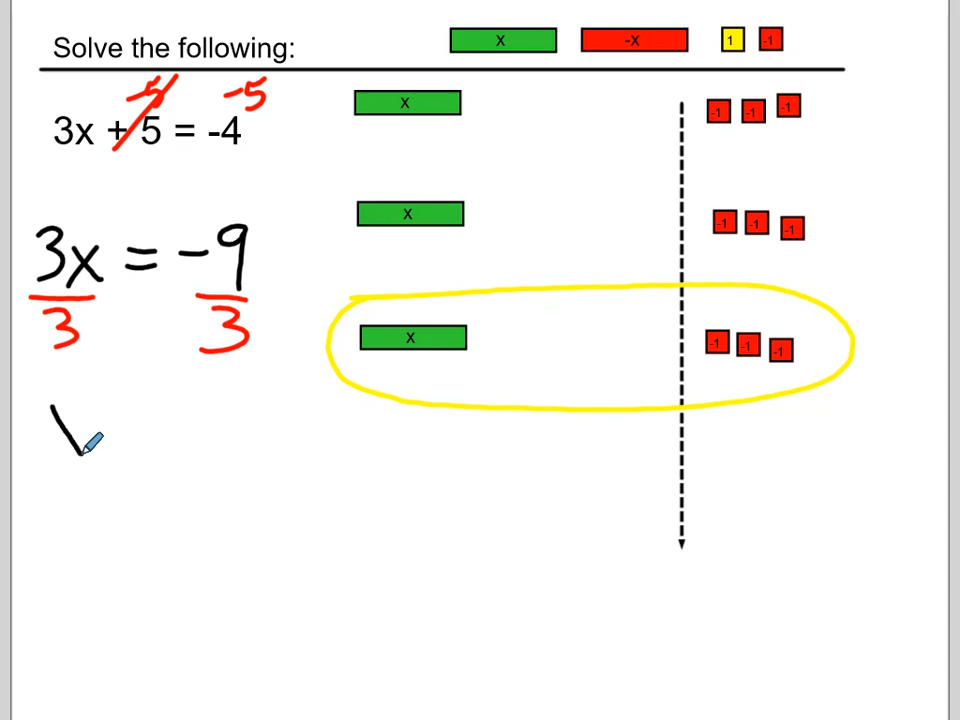 Solve the following: x -x 1 -1
-5 -5
3x + 5 = -4
x -1 -1 -1
3x = -9
3 3
x -1 -1 -1
x -1 -1 -1